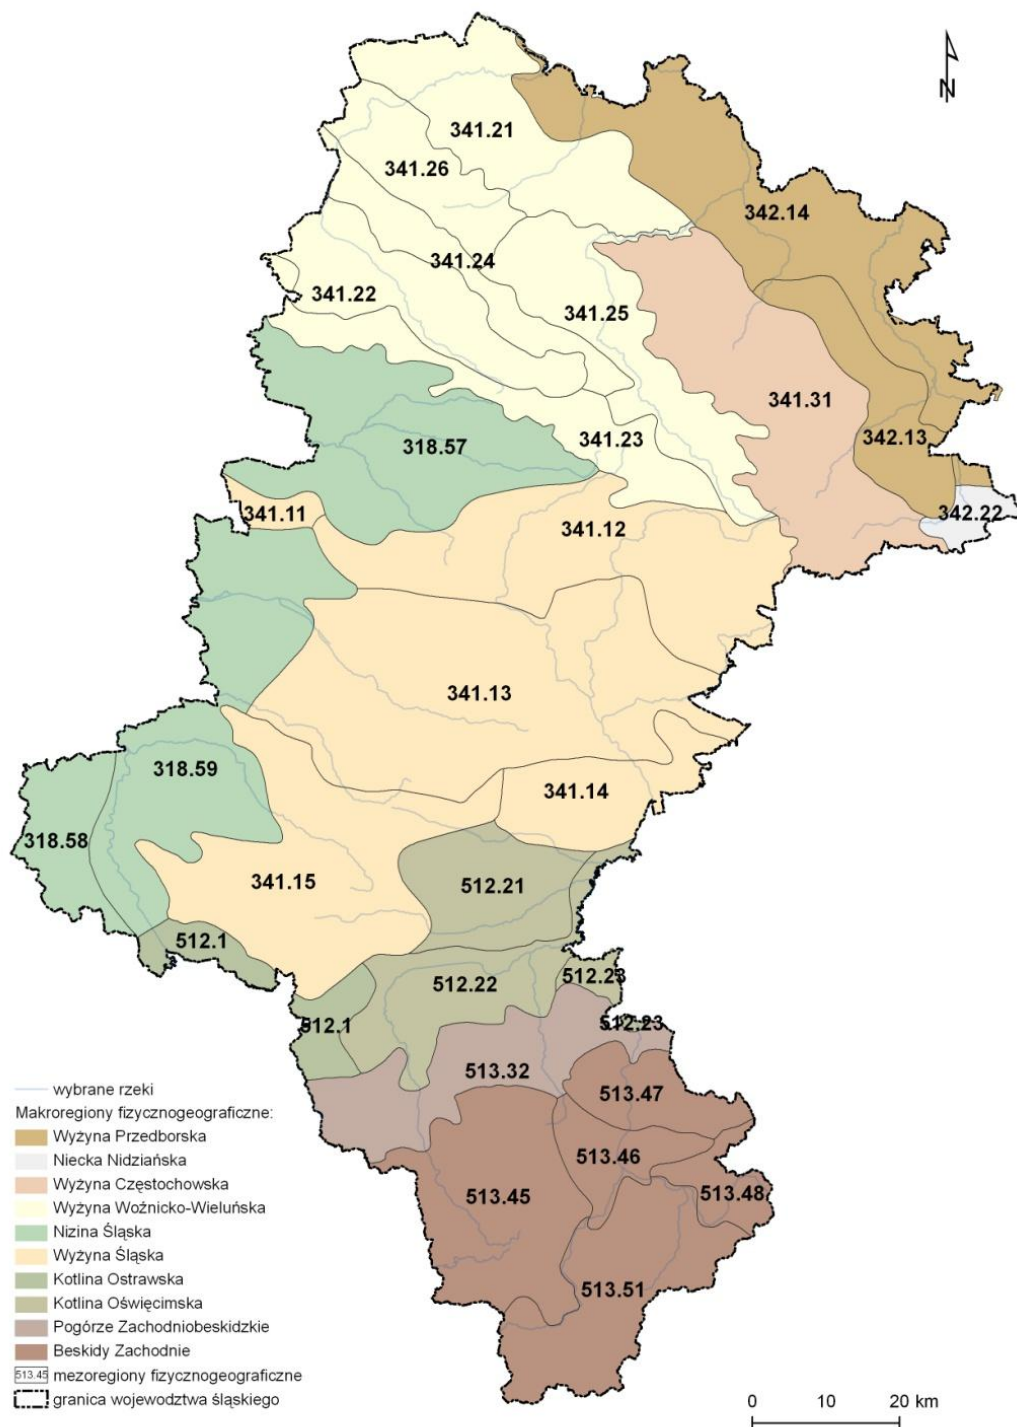 N
341.21
341.26
342.14
341.24
341.22
341.25
341.31
341.23
342.13
318.57
341.11
341.12
342.22
341.13
318.59
341.14
318.58
341.15
512.21
512.1
512.22
512.23
512.1
512.23
513.32
513.47
513.46
513.45
513.48
513.51
wybrane rzeki
Makroregiony fizycznogeograficzne:
Wyżyna Przedborska
Niecka Nidziańska
Wyżyna Częstochowska
Wyżyna Woźnicko-Wieluńska
Nizina Śląska
Wyżyna Śląska
Kotlina Ostrawska
Kotlina Oświęcimska
Pogórze Zachodniobeskidzkie
Beskidy Zachodnie
513.45 mezoregiony fizycznogeograficzne
granica wojewodztwa śląskiego
0 10 20 km